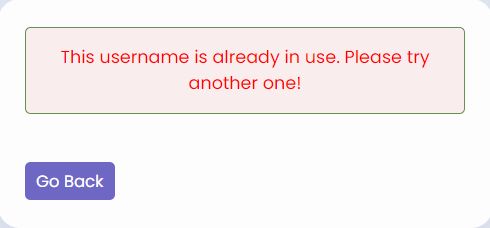 This username is already in use. Please try
another one!
Go Back